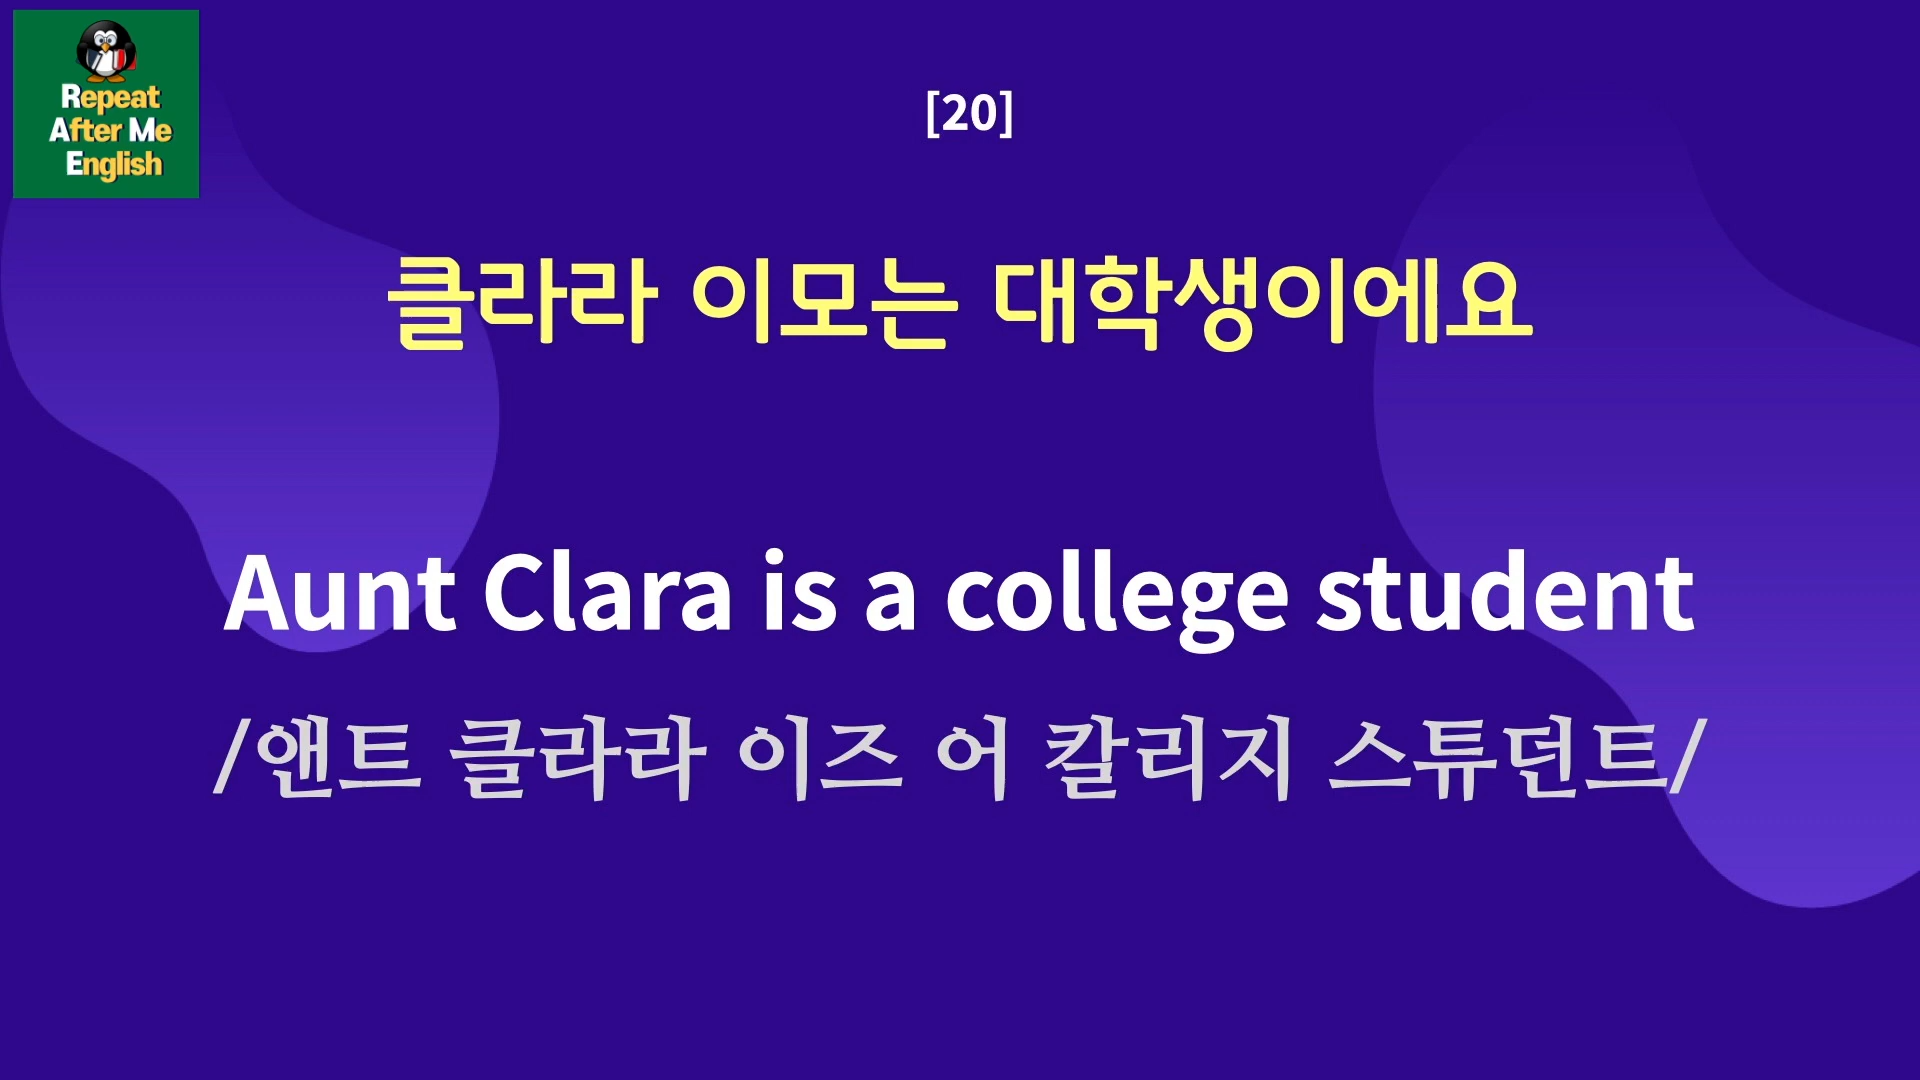 Repeat
After Me
English
[20]
클라라 이모는 대학생이에요
Aunt Clara is a college student
/앤트 클라라 이즈 어 칼리지 스튜던트/